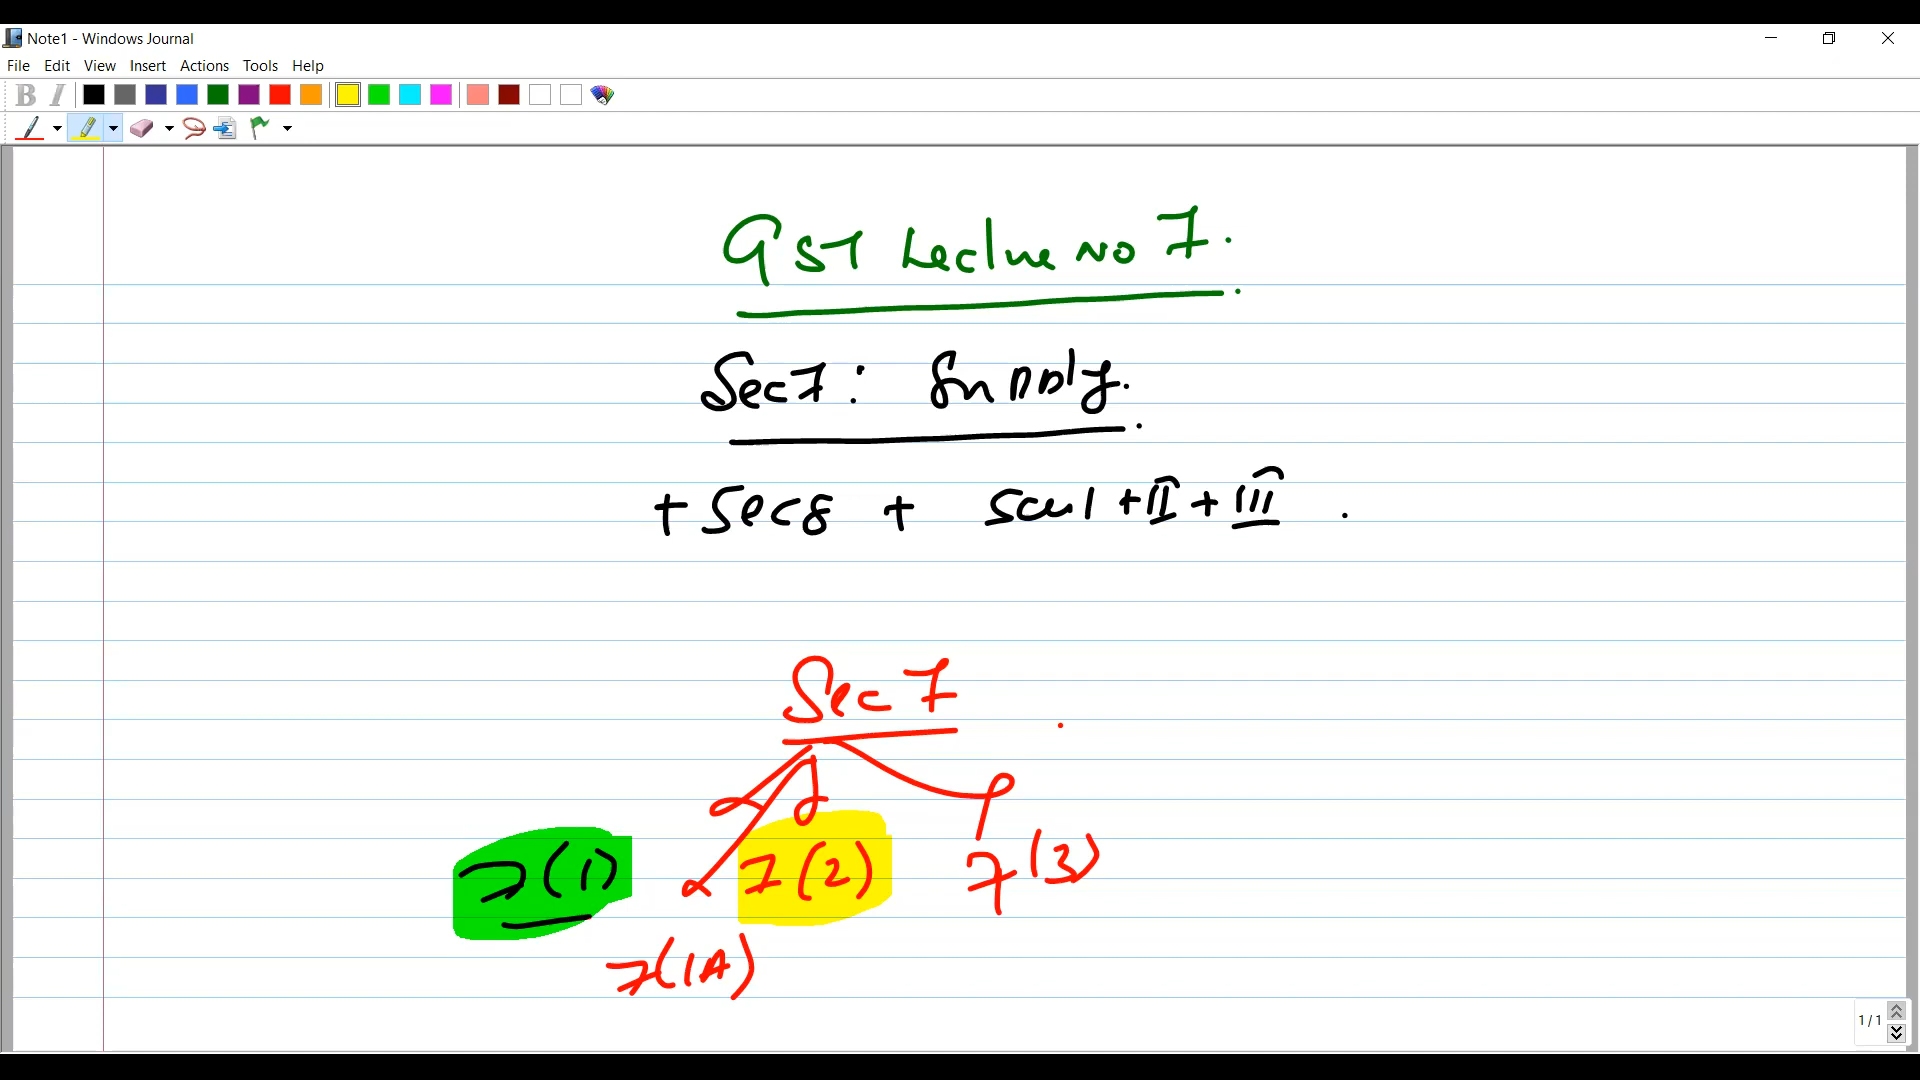 Note1 - Windows Journal
File Edit View Insert Actions Tools Help
B I
GST Lecture No 7.
Sec 7: Supply.
+ Sec 8 + Sch I + II + III
Sec 7
7(1) 7(2) 7(3)
7(1A)
1 / 1